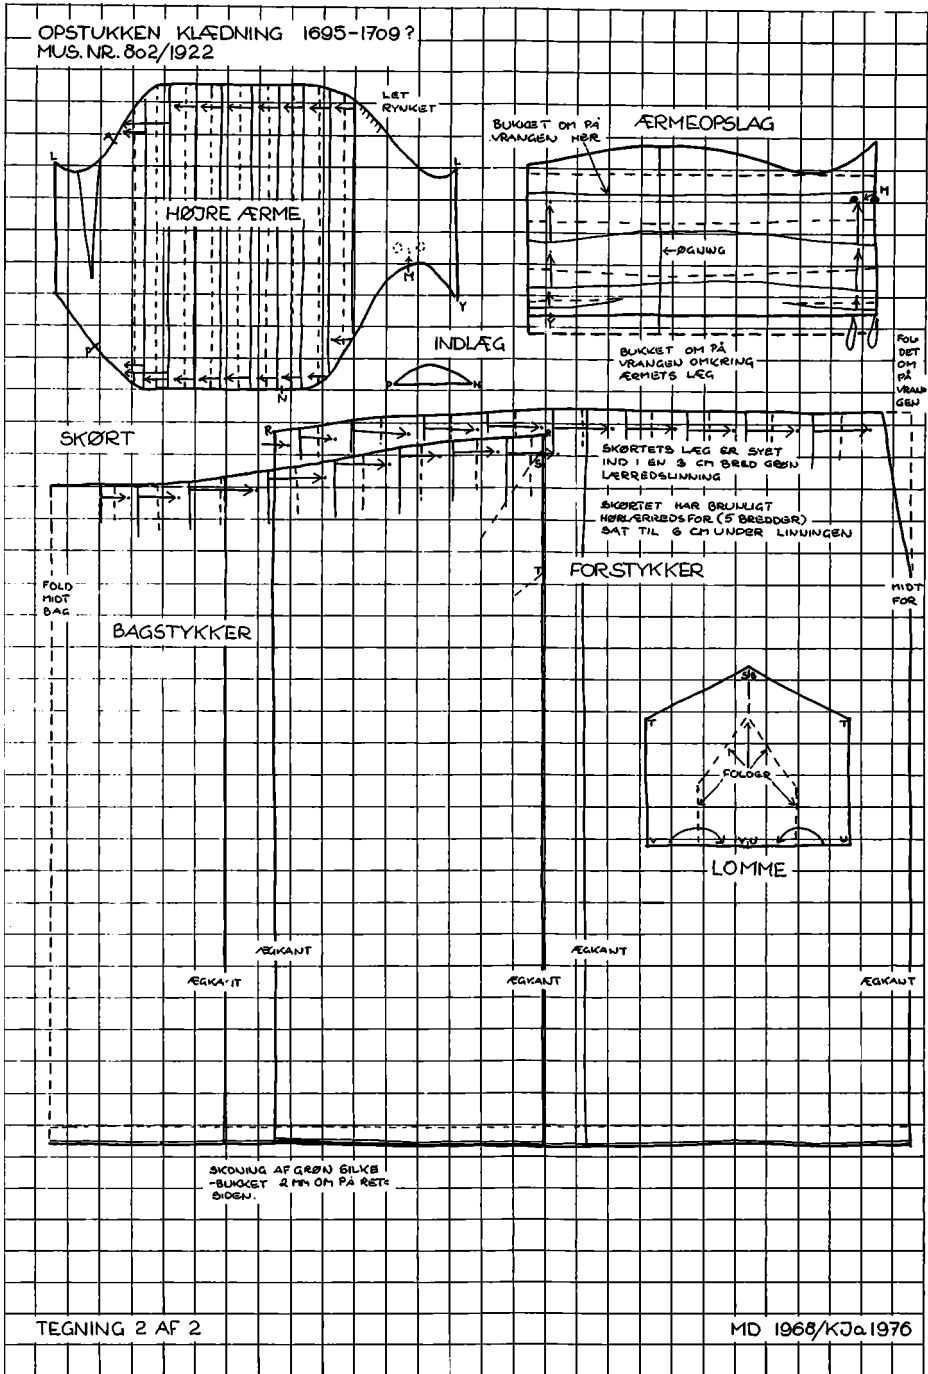 OPSTUKKEN KLÆDNING 1695-1709?
MUS.NR. 802/1922
LET
RYNKET
A
L
L
HØJRE ÆRME
M
Y
P
N
ÆRMEOPSLAG
BUKKET OM PÅ
VRANGEN HER
M
ØGNING
P
BUKKET OM PÅ
VRANGEN OMKRING
ÆRMETS LÆG
INDLÆG
P
N
FOL-
DET
OM
PÅ
VRAN-
GEN
SKØRT
R
R
S
SKØRTETS LÆG ER SYET
IND I EN 3 CM BRED GRØN
LÆRREDSLINNING
SKØRTET HAR BRUNLIGT
HØRLÆRREDSFOR (5 BREDDER)
SAT TIL 6 CM UNDER LINNINGEN
T
FORSTYKKER
FOLD
MIDT
BAG
MIDT
FOR
BAGSTYKKER
S/S
T
T
FOLDER
V
V,U
U
LOMME
ÆGKANT
ÆGKANT
ÆGKANT
ÆGKANT
ÆGKANT
SKONING AF GRØN SILKE
-BUKKET 2 MM OM PÅ RET-
SIDEN.
TEGNING 2 AF 2
MD 1968/KJa 1976